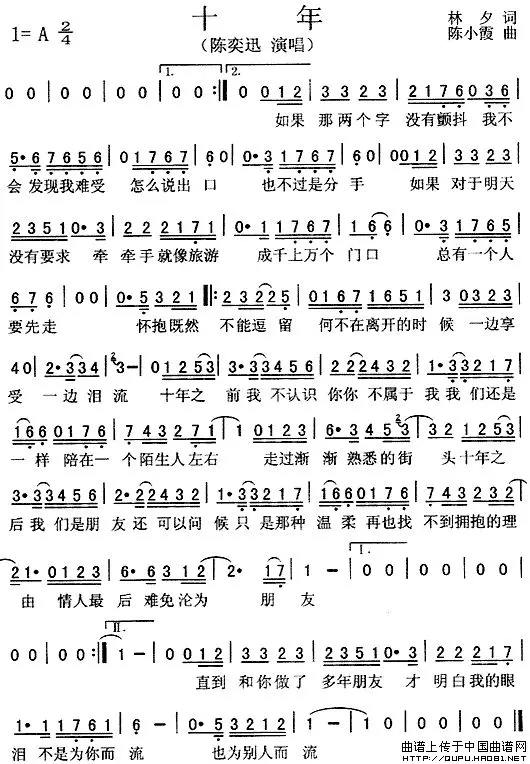 十 年
1=A 2/4
（陈奕迅 演唱）
林 夕 词
陈小霞 曲
1. 2.
0 0 | 0 0 | 0 0 | 0 0 | 0 0 :‖ 0 0 0 1 2 | 3 3 2 3 | 2 1 7 6 0 3 6 |
如果 那两个字 没有颤抖 我不
5· 6 7 6 5 6 | 0 1 7 6 7 | 6 0 | 0· 3 1 7 6 7 | 6 0 | 0 0 1 2 | 3 3 2 3 |
会 发现我难受 怎么说出 口 也不过是分 手 如果 对于明天
2 3 5 1 0· 3 | 2 2 2 1 7 1 | 6· 0 | 0· 1 1 7 6 7 | 1 6 6· | 0· 3 1 7 6 7 |
没有要求 牵 牵手就像旅游 成千上万个 门口 总有一个人
6 7 6 | 0 0 | 0· 5 3 2 1 ‖: 2 3 2 2 5 | 0 1 6 7 1 6 5 1 | 3 0 3 2 3 |
要先走 怀抱既然 不能逗 留 何不在离开的时 候 一边享
4 0 | 2· 3 3 4 | 3 – | 0 1 2 5 3 | 3· 3 3 4 5 6 | 2 2 2 4 3 2 | 1· 3 3 2 1 7 |
受 一边泪流 十年之 前我 不认识 你你 不属于 我我 们还是
1 6 6 0 1 7 6 | 7 4 3 2 7 1 | 1 0 2 1 3 | 6· 3 4 5 3 | 3 2 1 2 5 3 |
一样 陪在一 个陌生人左右 走过渐 渐 熟悉的街 头十年之
3· 3 3 4 5 6 | 2 2 2 4 3 2 | 1· 3 3 2 1 7 | 1 6 6 0 1 7 6 | 7 4 3 2 3 2 |
后我 们是朋 友还 可以问 候只 是那种 温柔 再也找 不到拥抱的理
1.
2 1· 0 1 2 3 | 6· 6 3 1 2 | 2· 1 7 | 1 – | 0 0 | 0 0 | 0 0 | 0 0 |
由 情人最 后 难免沦为 朋 友
II.
0 0 | 0 0 :‖ 1 – | 0 0 1 2 | 3 3 2 3 | 2 3 5 1 0· 3 | 2 2 2 1 7 |
直到 和你做了 多年朋友 才 明白我的眼
1· 1 1 7 6 1 | 1 – | 0· 5 3 2 1 1 | 1 – | 0 0 | 0 0 ‖
泪 不是为你而 流 也为别人而 流
曲谱上传于中国曲谱网
HTTP://QUPU.HAO81.NET